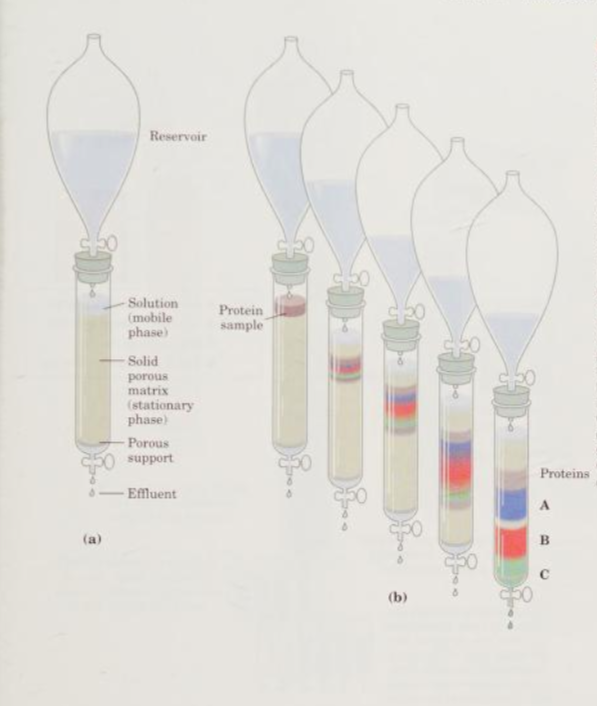 Reservoir
Solution
(mobile
phase)
Solid
porous
matrix
(stationary
phase)
Porous
support
Effluent
(a)
Protein
sample
Proteins
A
B
C
(b)